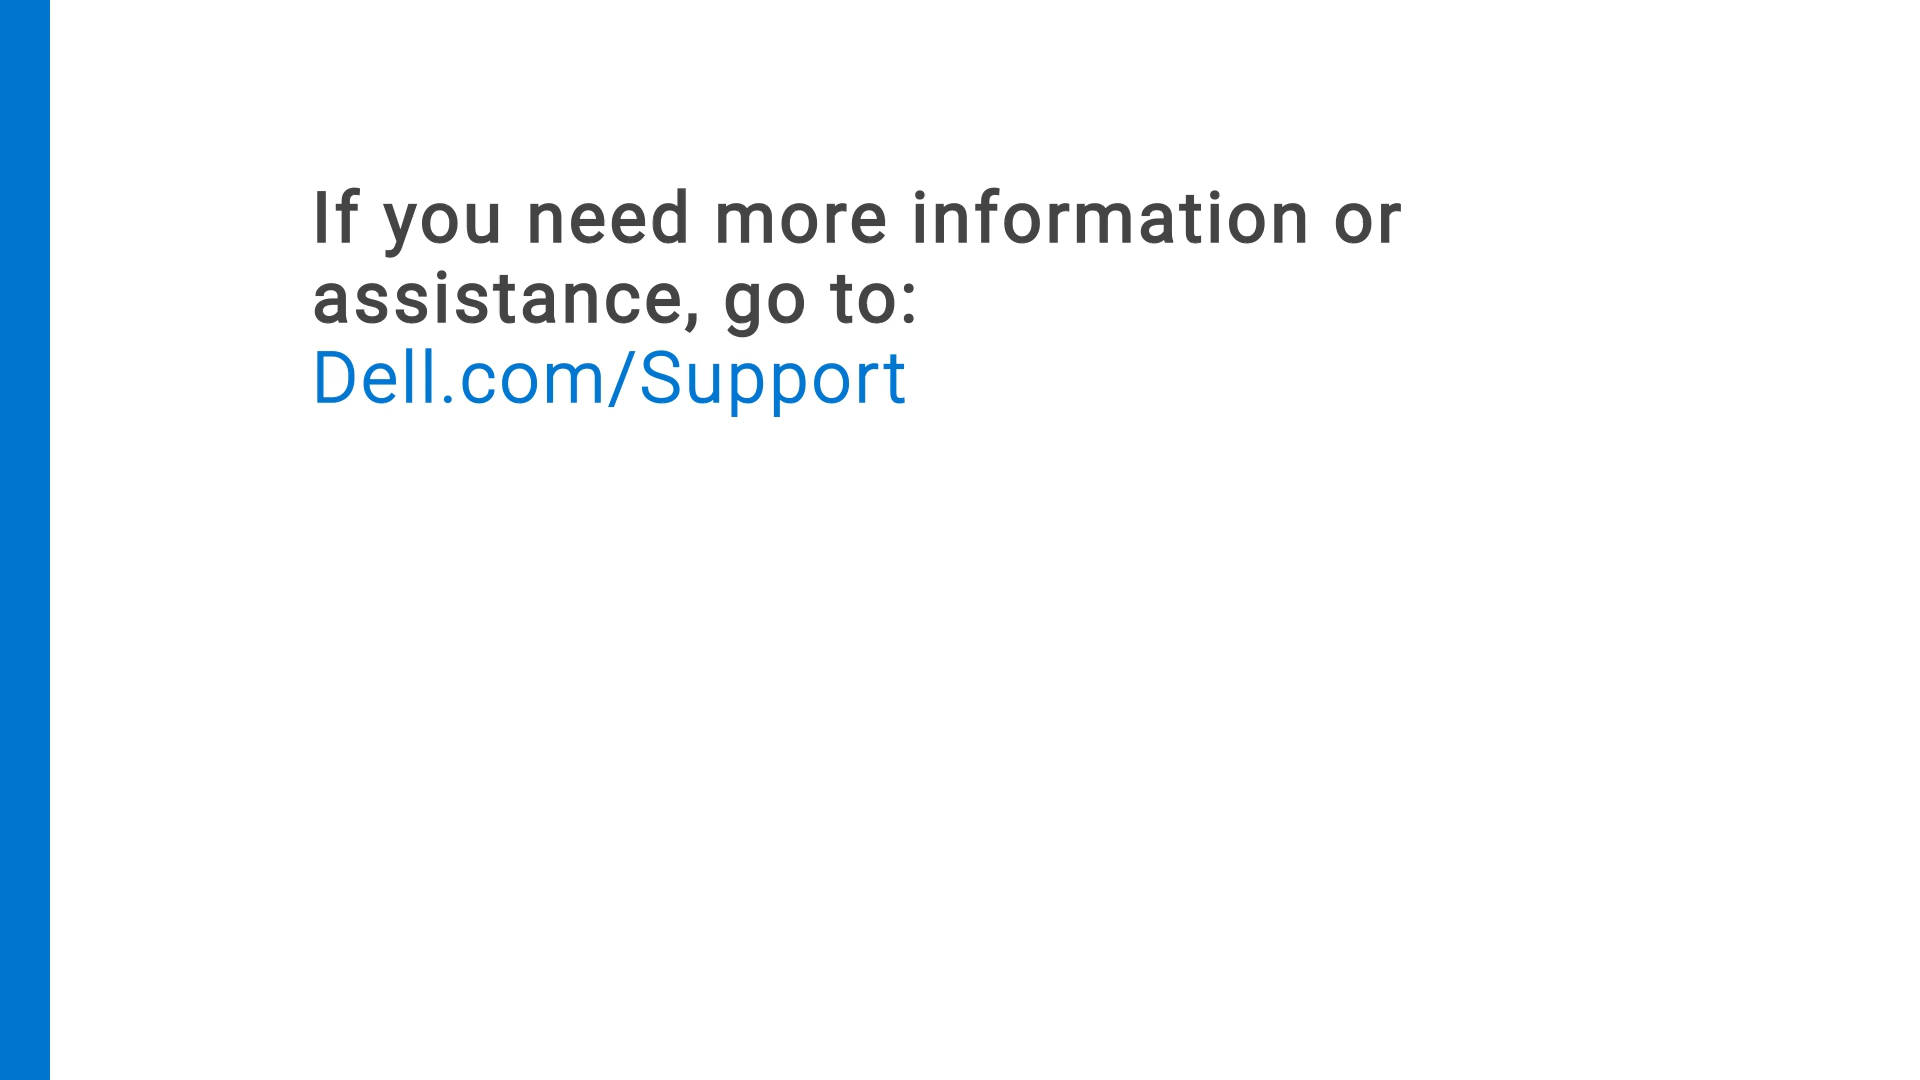 If you need more information or
assistance, go to:
Dell.com/Support